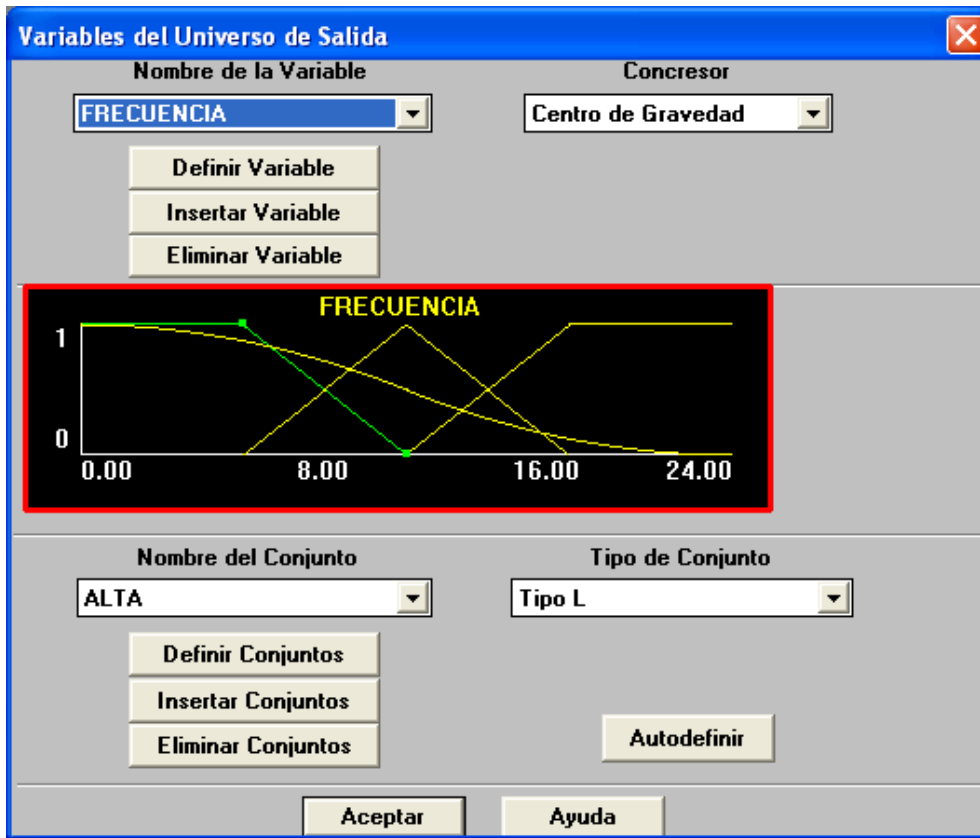 Variables del Universo de Salida
Nombre de la Variable Concresor
FRECUENCIA Centro de Gravedad
Definir Variable
Insertar Variable
Eliminar Variable
FRECUENCIA
1
0
0.00 8.00 16.00 24.00
Nombre del Conjunto Tipo de Conjunto
ALTA Tipo L
Definir Conjuntos
Insertar Conjuntos
Eliminar Conjuntos Autodefinir
Aceptar Ayuda